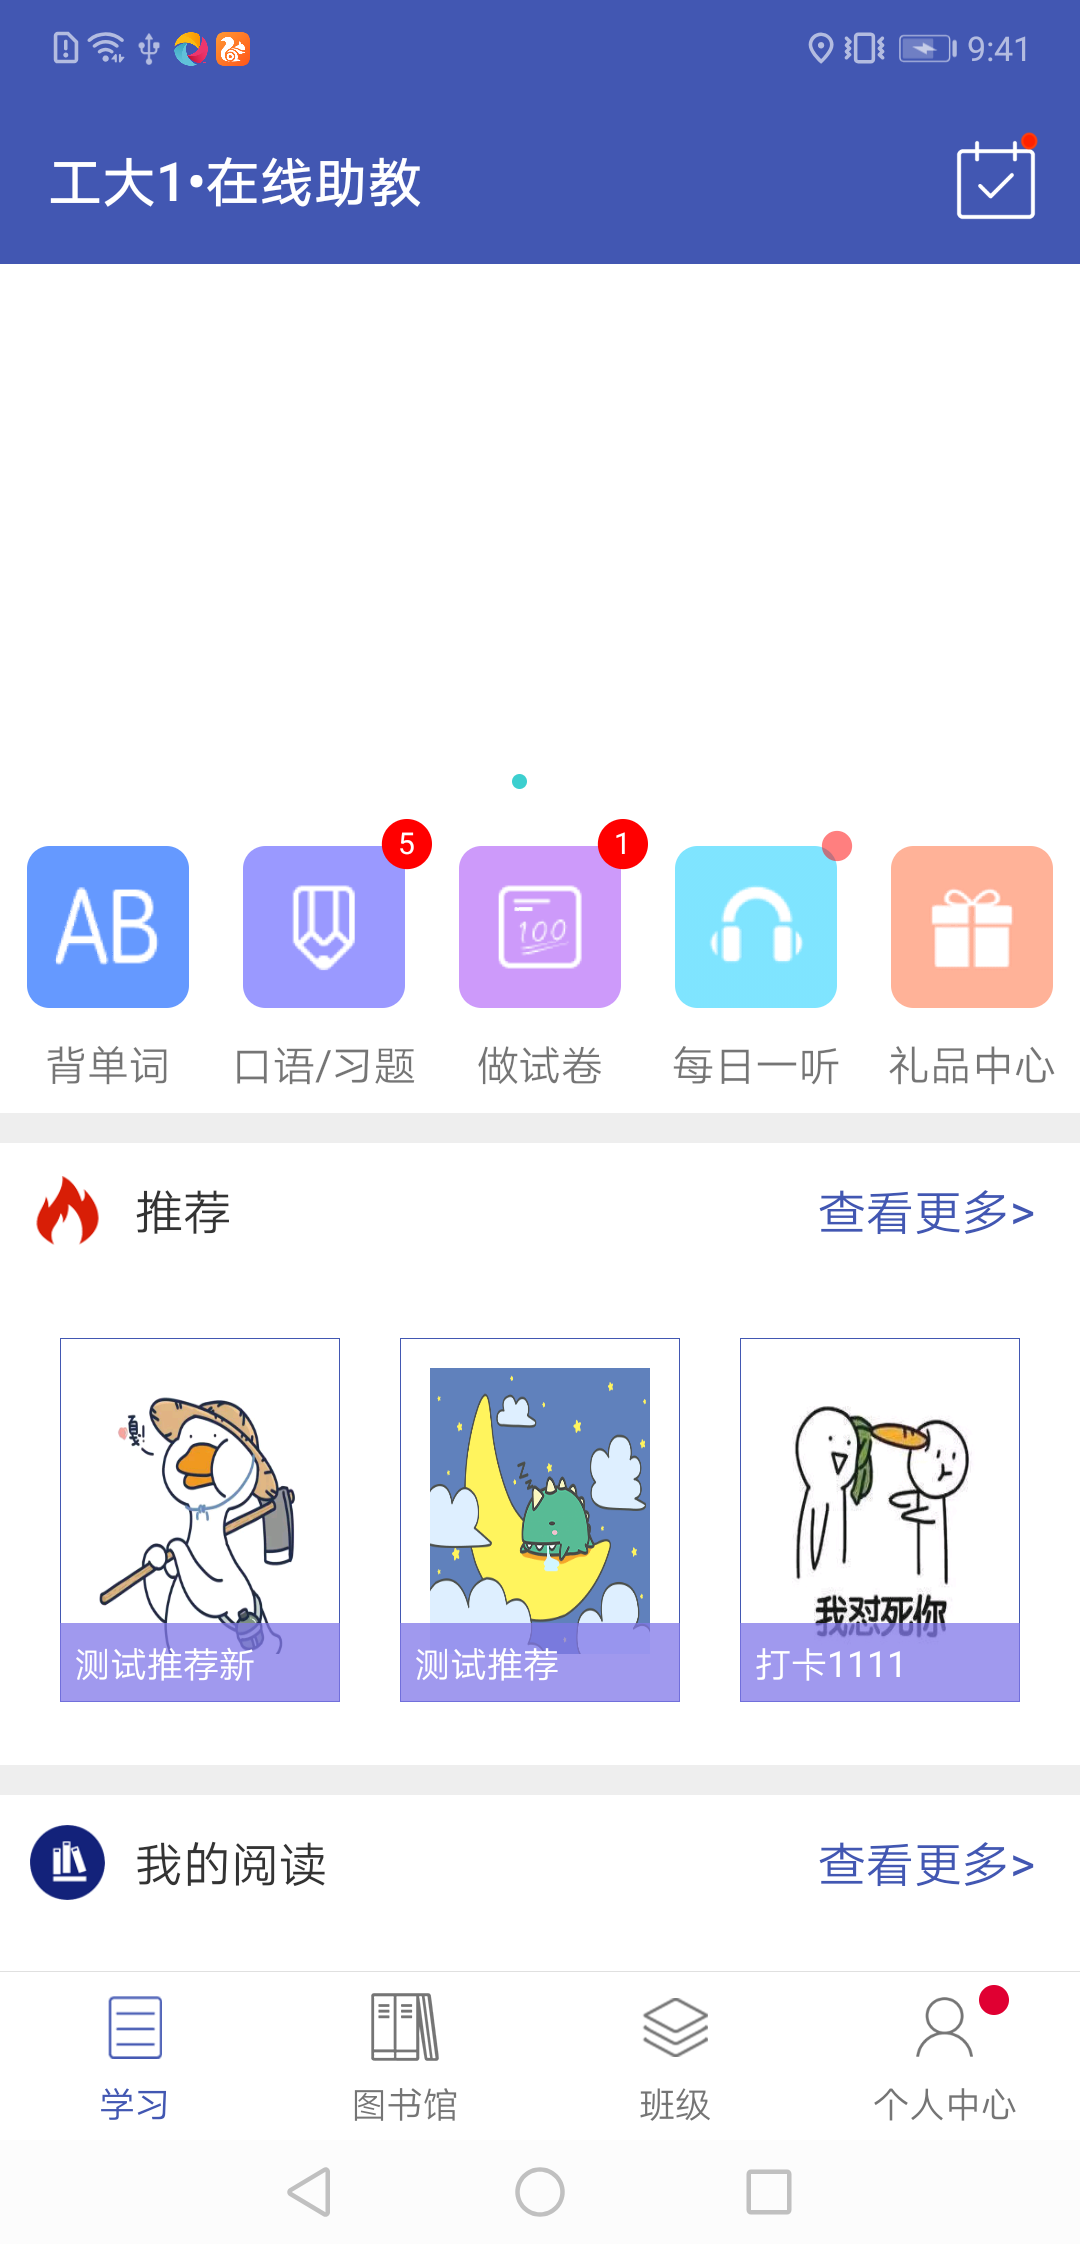 9:41
工大1•在线助教
5
1
AB
100
背单词
口语/习题
做试卷
每日一听
礼品中心
推荐
查看更多>
嘎!
我怼死你
测试推荐新
测试推荐
打卡1111
我的阅读
查看更多>
学习
图书馆
班级
个人中心